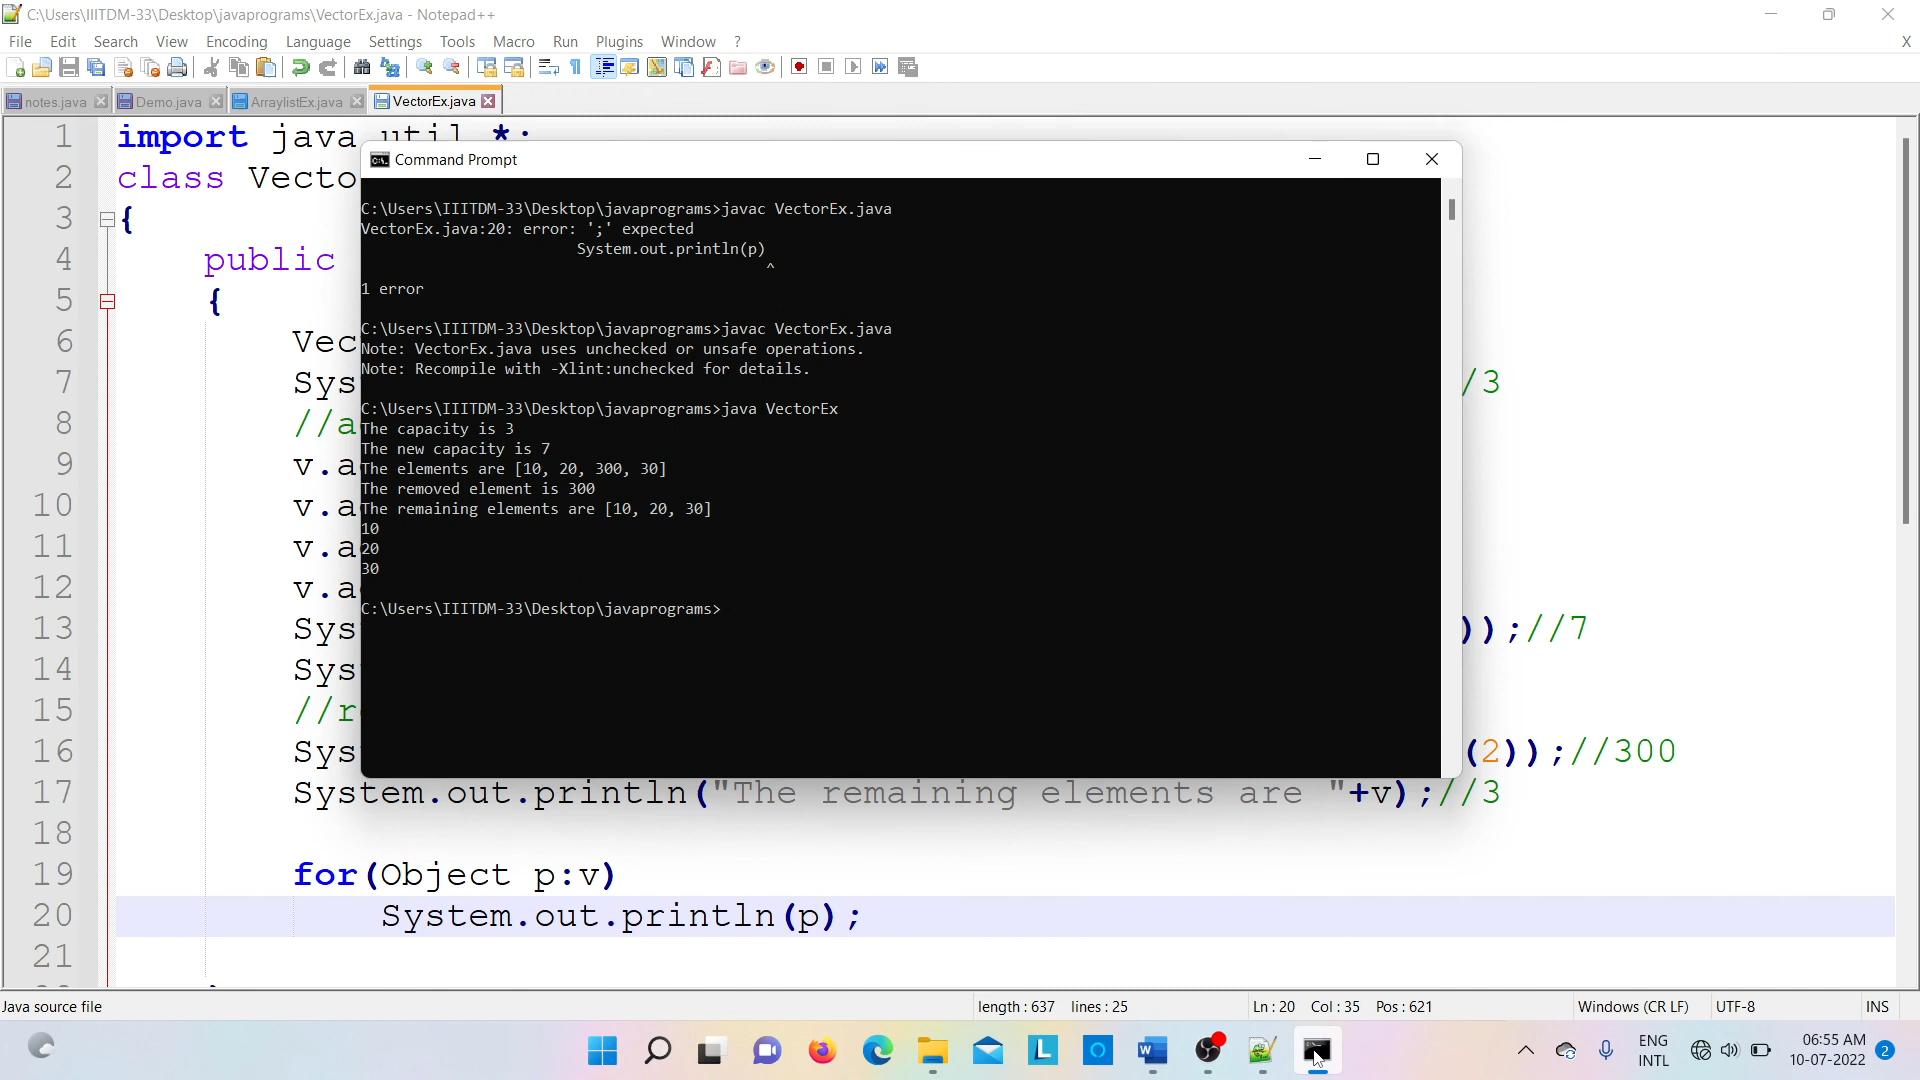 C:\Users\IIITDM-33\Desktop\javaprograms\VectorEx.java - Notepad++
File Edit Search View Encoding Language Settings Tools Macro Run Plugins Window ? X
notes.java Demo.java ArraylistEx.java VectorEx.java
1 import java.util.*;
2 class Vecto
3 {
4 public
5 {
6 Vec
7 Sys /3
8 //a
9 v.a
10 v.a
11 v.a
12 v.a
13 Sys ));//7
14 Sys
15 //r
16 Sys (2));//300
17 System.out.println("The remaining elements are "+v);//3
18
19 for(Object p:v)
20 System.out.println(p);
21
Command Prompt
C:\Users\IIITDM-33\Desktop\javaprograms>javac VectorEx.java
VectorEx.java:20: error: ';' expected
System.out.println(p)
^
1 error
C:\Users\IIITDM-33\Desktop\javaprograms>javac VectorEx.java
Note: VectorEx.java uses unchecked or unsafe operations.
Note: Recompile with -Xlint:unchecked for details.
C:\Users\IIITDM-33\Desktop\javaprograms>java VectorEx
The capacity is 3
The new capacity is 7
The elements are [10, 20, 300, 30]
The removed element is 300
The remaining elements are [10, 20, 30]
10
20
30
C:\Users\IIITDM-33\Desktop\javaprograms>
Java source file length : 637 lines : 25 Ln : 20 Col : 35 Pos : 621 Windows (CR LF) UTF-8 INS
ENG
INTL
06:55 AM
10-07-2022
2